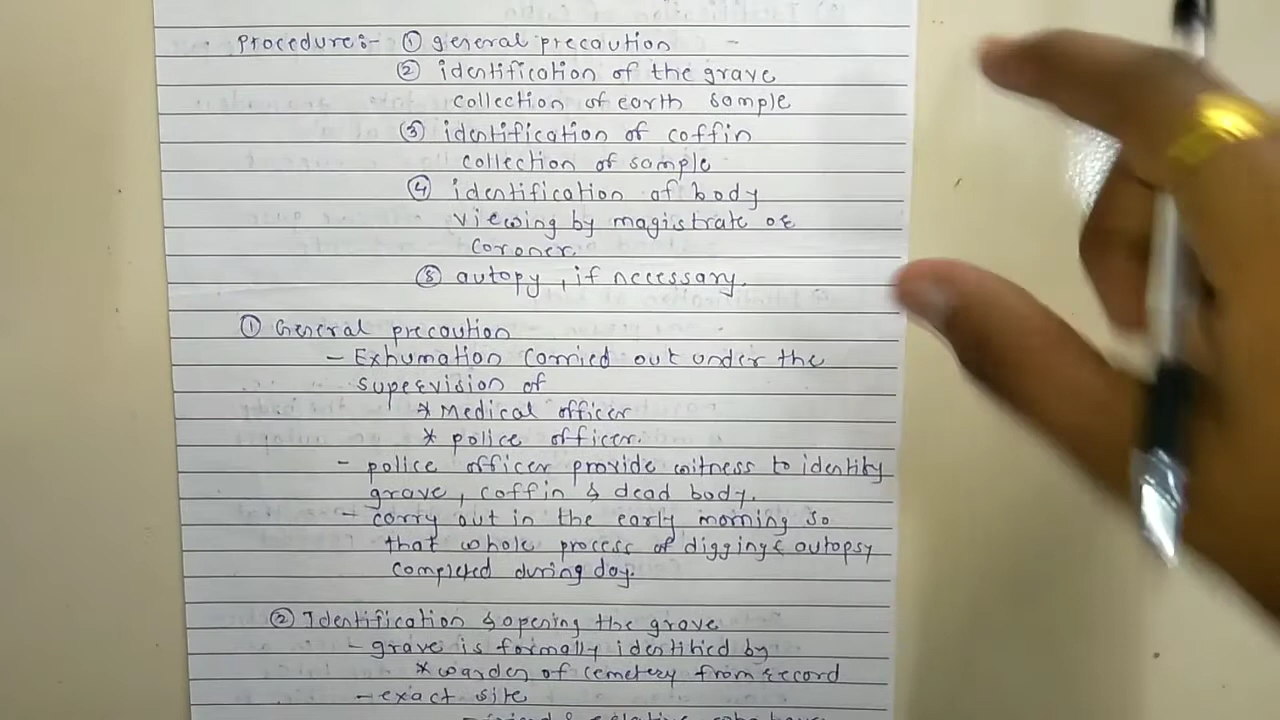 Procedure:- ① general precaution -
② identification of the grave
collection of earth sample
③ identification of coffin
collection of sample
④ identification of body
viewing by magistrate or
coroner.
⑤ autopy, if necessary.
① General precaution
- Exhumation carried out under the
supervision of
* Medical officer
* police officer.
- police officer provide witness to identity
grave, coffin & dead body.
- carry out in the early morning so
that whole process of digging & autopsy
completed during day.
② Identification & opening the grave
- grave is formally identified by
* warden of cemetery from record
- exact site